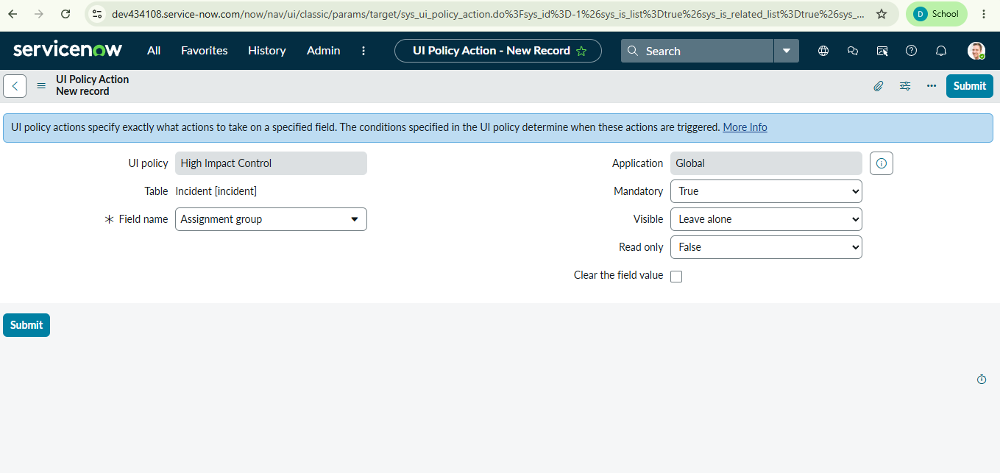 dev434108.service-now.com/now/nav/ui/classic/params/target/sys_ui_policy_action.do%3Fsys_id%3D-1%26sys_is_list%3Dtrue%26sys_is_related_list%3Dtrue%26sys_...
D School
servicenow All Favorites History Admin UI Policy Action - New Record Search
UI Policy Action
New record
Submit
UI policy actions specify exactly what actions to take on a specified field. The conditions specified in the UI policy determine when these actions are triggered. More Info
UI policy High Impact Control
Application Global
Table Incident [incident]
Mandatory True
Field name Assignment group
Visible Leave alone
Read only False
Clear the field value
Submit